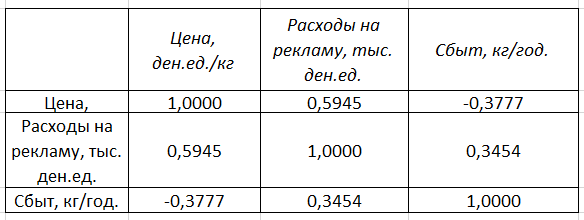 Цена, ден.ед./кг Расходы на рекламу, тыс. ден.ед. Сбыт, кг/год.
Цена, 1,0000 0,5945 -0,3777
Расходы на рекламу, тыс. ден.ед. 0,5945 1,0000 0,3454
Сбыт, кг/год. -0,3777 0,3454 1,0000